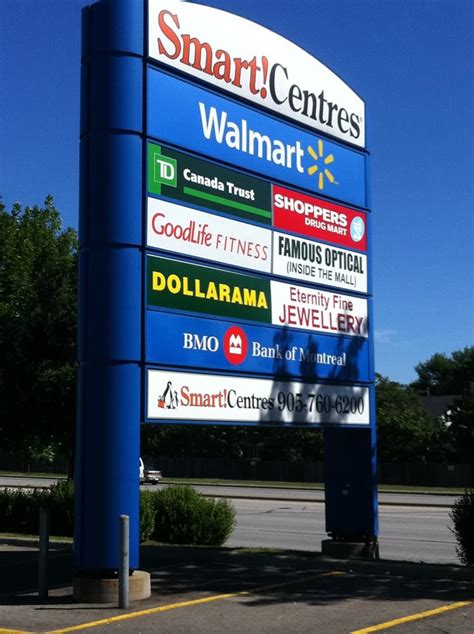 Smart!Centres®
Walmart
TD Canada Trust
SHOPPERS
DRUG MART
GoodLife FITNESS
FAMOUS OPTICAL
(INSIDE THE MALL)
DOLLARAMA
Eternity Fine
JEWELLERY
BMO Bank of Montreal
Smart!Centres 905-760-6200